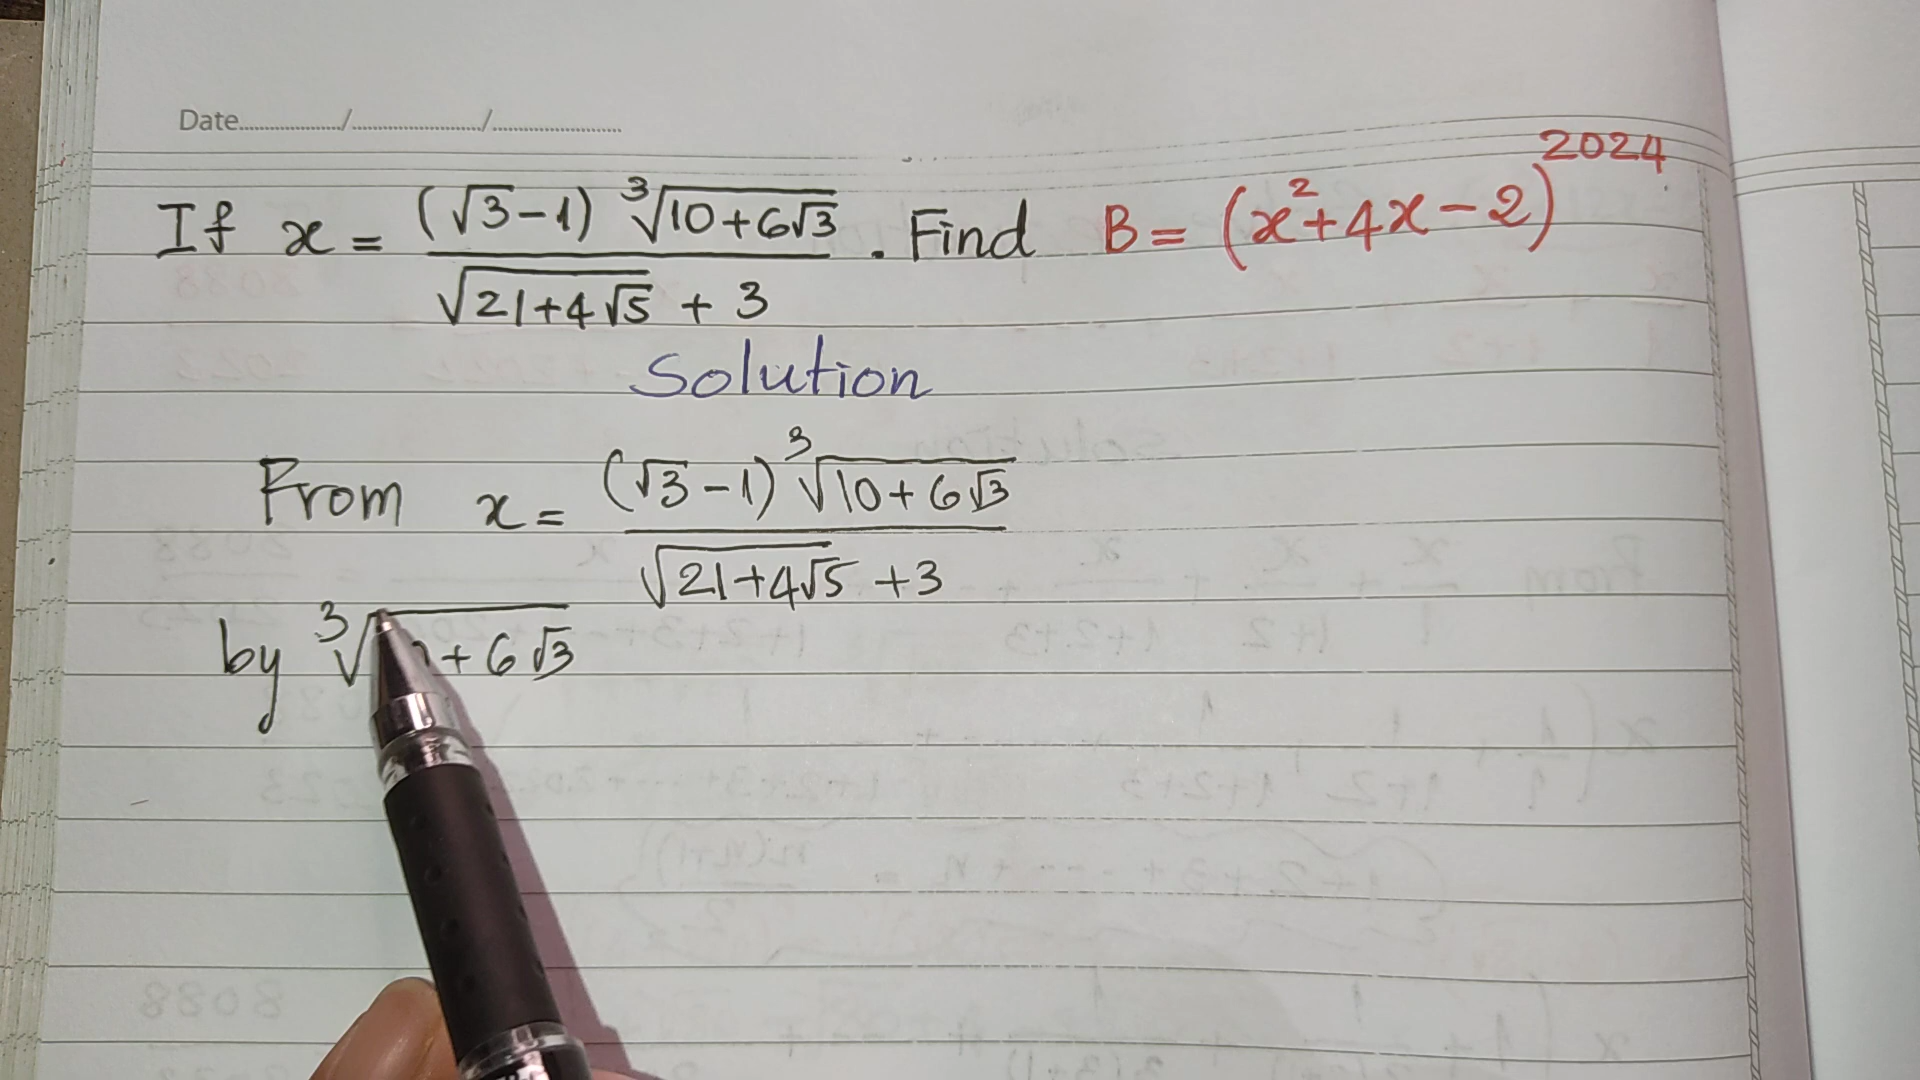 Date............../................../..................
If x = (√3-1) ∛(10+6√3) / (√(21+4√5) + 3) . Find B = (x²+4x-2)^2024
Solution
From x = (√3-1) ∛(10+6√3) / (√(21+4√5) +3)
by ∛( +6√3)